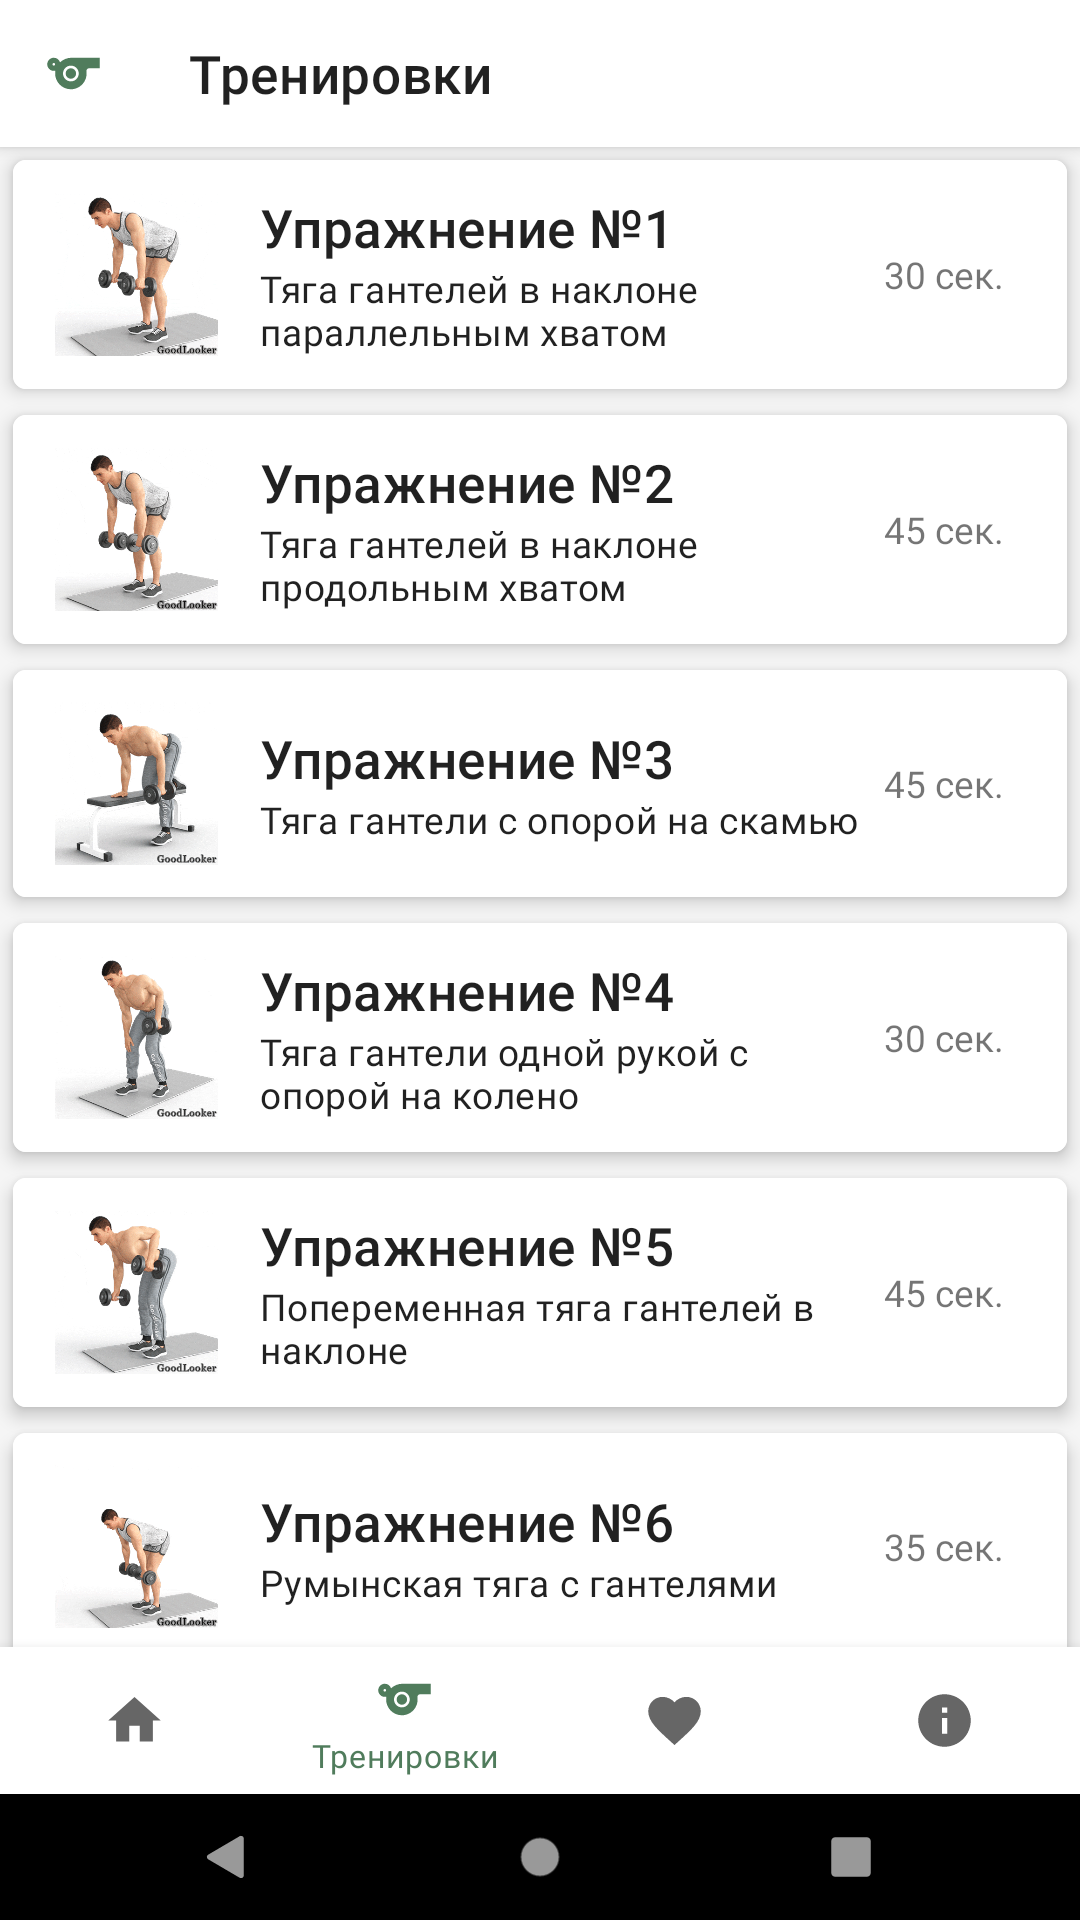 Тренировки
Упражнение №1
Тяга гантелей в наклоне
параллельным хватом
30 сек.
GoodLooker
Упражнение №2
Тяга гантелей в наклоне
продольным хватом
45 сек.
GoodLooker
Упражнение №3
Тяга гантели с опорой на скамью
45 сек.
GoodLooker
Упражнение №4
Тяга гантели одной рукой с
опорой на колено
30 сек.
GoodLooker
Упражнение №5
Попеременная тяга гантелей в
наклоне
45 сек.
GoodLooker
Упражнение №6
Румынская тяга с гантелями
35 сек.
GoodLooker
Тренировки